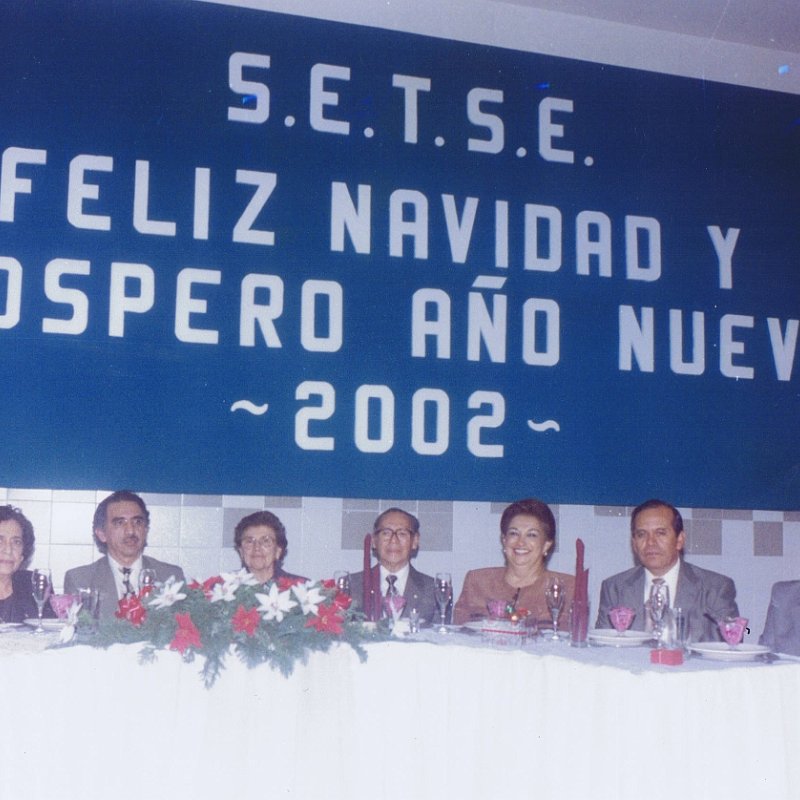 S.E.T.S.E.
FELIZ NAVIDAD Y
OSPERO AÑO NUEV
~2002~